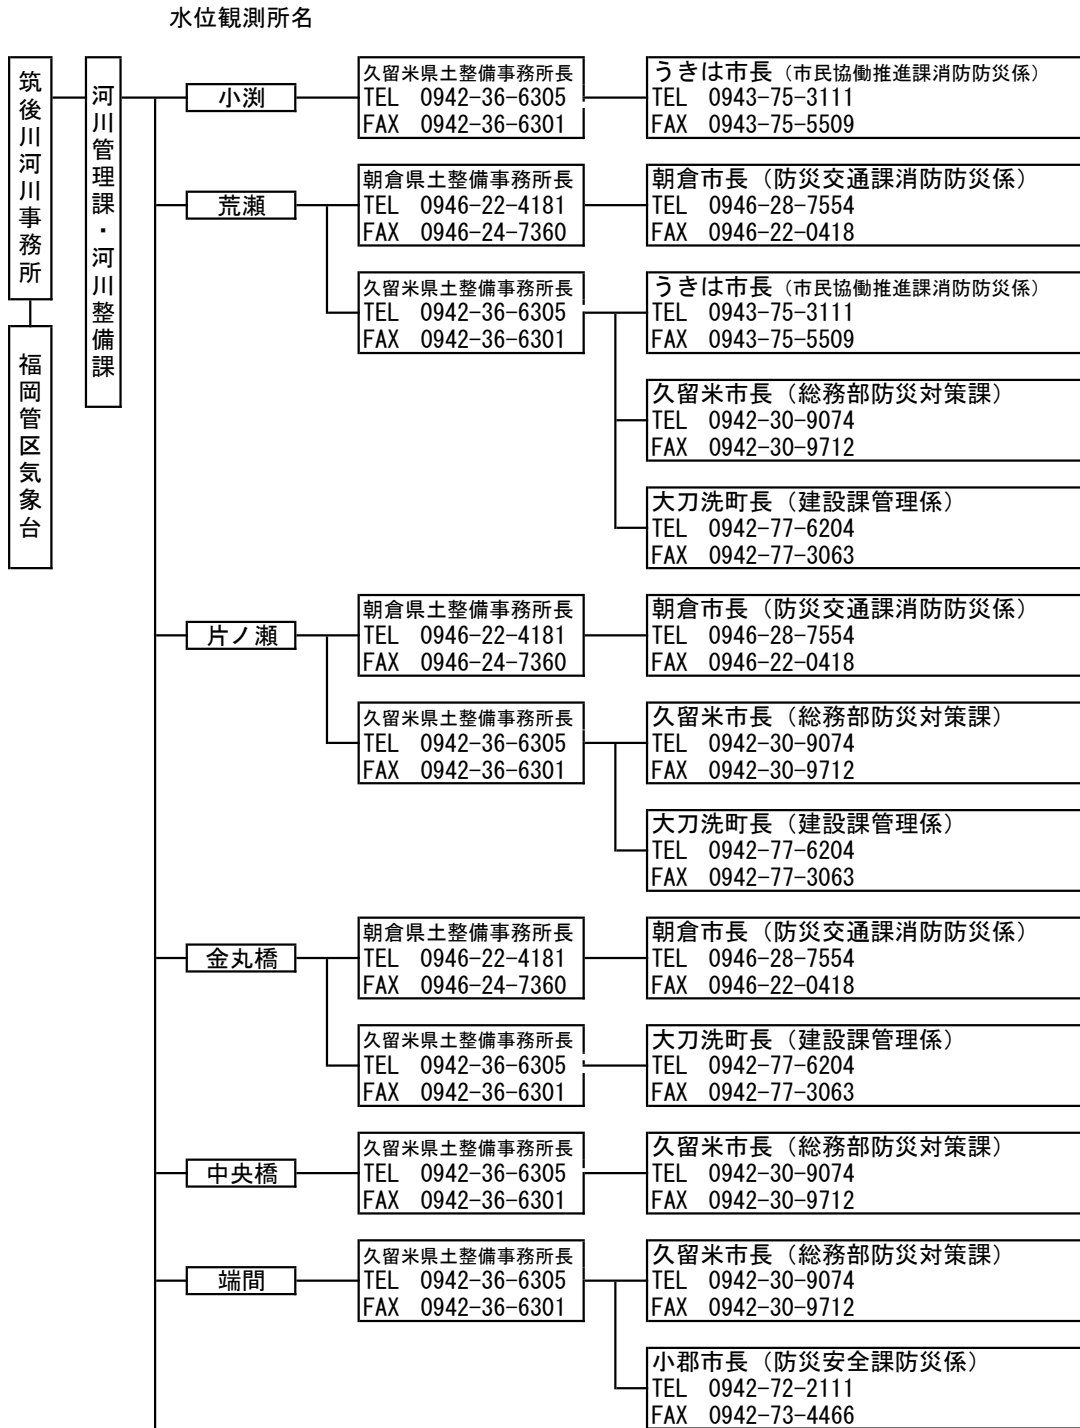 水位観測所名
筑後川河川事務所
福岡管区気象台
河川管理課・河川整備課
小渕
久留米県土整備事務所長
TEL 0942-36-6305
FAX 0942-36-6301
うきは市長（市民協働推進課消防防災係）
TEL 0943-75-3111
FAX 0943-75-5509
荒瀬
朝倉県土整備事務所長
TEL 0946-22-4181
FAX 0946-24-7360
朝倉市長（防災交通課消防防災係）
TEL 0946-28-7554
FAX 0946-22-0418
久留米県土整備事務所長
TEL 0942-36-6305
FAX 0942-36-6301
うきは市長（市民協働推進課消防防災係）
TEL 0943-75-3111
FAX 0943-75-5509
久留米市長（総務部防災対策課）
TEL 0942-30-9074
FAX 0942-30-9712
大刀洗町長（建設課管理係）
TEL 0942-77-6204
FAX 0942-77-3063
片ノ瀬
朝倉県土整備事務所長
TEL 0946-22-4181
FAX 0946-24-7360
朝倉市長（防災交通課消防防災係）
TEL 0946-28-7554
FAX 0946-22-0418
久留米県土整備事務所長
TEL 0942-36-6305
FAX 0942-36-6301
久留米市長（総務部防災対策課）
TEL 0942-30-9074
FAX 0942-30-9712
大刀洗町長（建設課管理係）
TEL 0942-77-6204
FAX 0942-77-3063
金丸橋
朝倉県土整備事務所長
TEL 0946-22-4181
FAX 0946-24-7360
朝倉市長（防災交通課消防防災係）
TEL 0946-28-7554
FAX 0946-22-0418
久留米県土整備事務所長
TEL 0942-36-6305
FAX 0942-36-6301
大刀洗町長（建設課管理係）
TEL 0942-77-6204
FAX 0942-77-3063
中央橋
久留米県土整備事務所長
TEL 0942-36-6305
FAX 0942-36-6301
久留米市長（総務部防災対策課）
TEL 0942-30-9074
FAX 0942-30-9712
端間
久留米県土整備事務所長
TEL 0942-36-6305
FAX 0942-36-6301
久留米市長（総務部防災対策課）
TEL 0942-30-9074
FAX 0942-30-9712
小郡市長（防災安全課防災係）
TEL 0942-72-2111
FAX 0942-73-4466